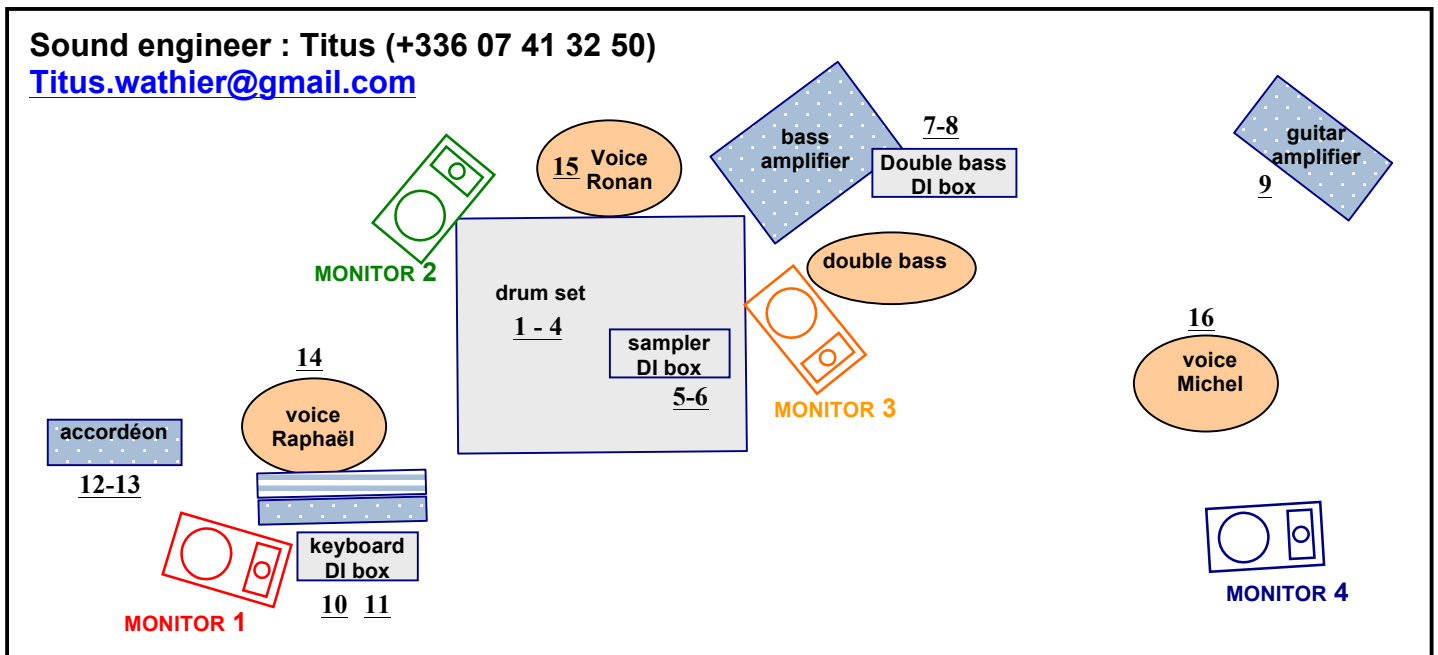 Sound engineer : Titus (+336 07 41 32 50)
Titus.wathier@gmail.com
bass
amplifier
7-8
Double bass
DI box
guitar
amplifier
9
15 Voice
Ronan
MONITOR 2
double bass
drum set
1 - 4
sampler
DI box
5-6
MONITOR 3
16
voice
Michel
14
voice
Raphaël
accordéon
12-13
keyboard
DI box
10 11
MONITOR 1
MONITOR 4